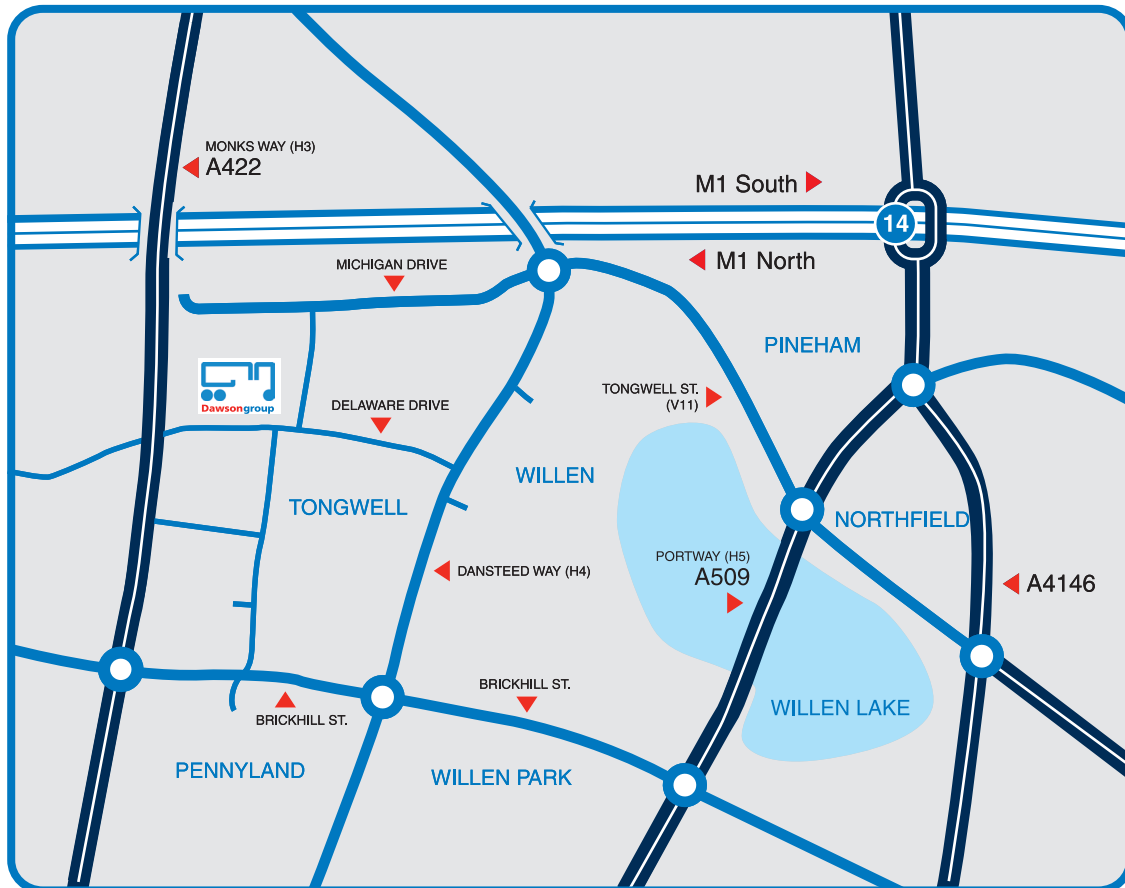 MONKS WAY (H3)
A422
M1 South
14
M1 North
MICHIGAN DRIVE
PINEHAM
Dawsongroup
DELAWARE DRIVE
TONGWELL ST.
(V11)
WILLEN
TONGWELL
NORTHFIELD
DANSTEED WAY (H4)
PORTWAY (H5)
A509
A4146
BRICKHILL ST.
BRICKHILL ST.
WILLEN LAKE
PENNYLAND
WILLEN PARK